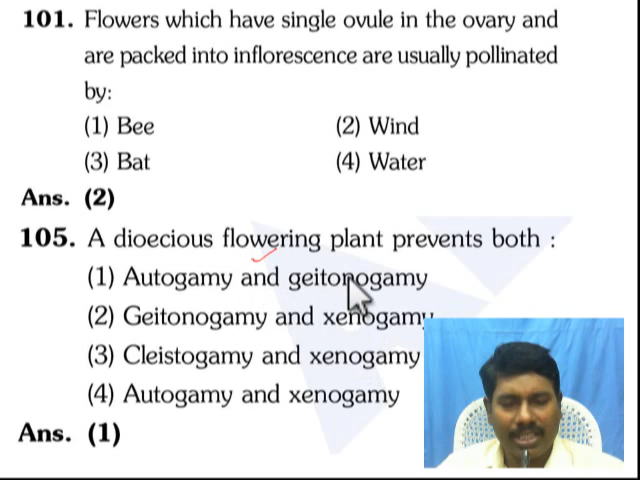 101. Flowers which have single ovule in the ovary and
are packed into inflorescence are usually pollinated
by:
(1) Bee (2) Wind
(3) Bat (4) Water
Ans. (2)
105. A dioecious flowering plant prevents both :
(1) Autogamy and geitonogamy
(2) Geitonogamy and xenogamy
(3) Cleistogamy and xenogamy
(4) Autogamy and xenogamy
Ans. (1)